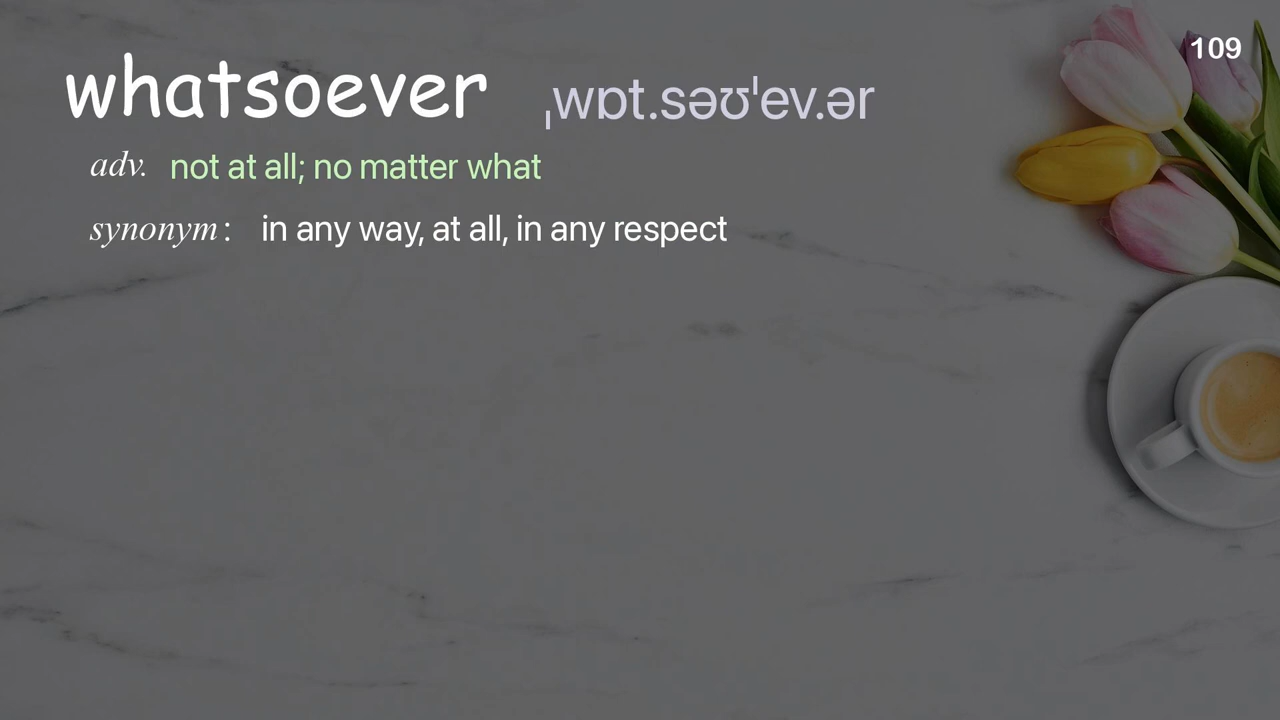 109
whatsoever ˌwɒt.səʊˈev.ər
adv. not at all; no matter what
synonym: in any way, at all, in any respect